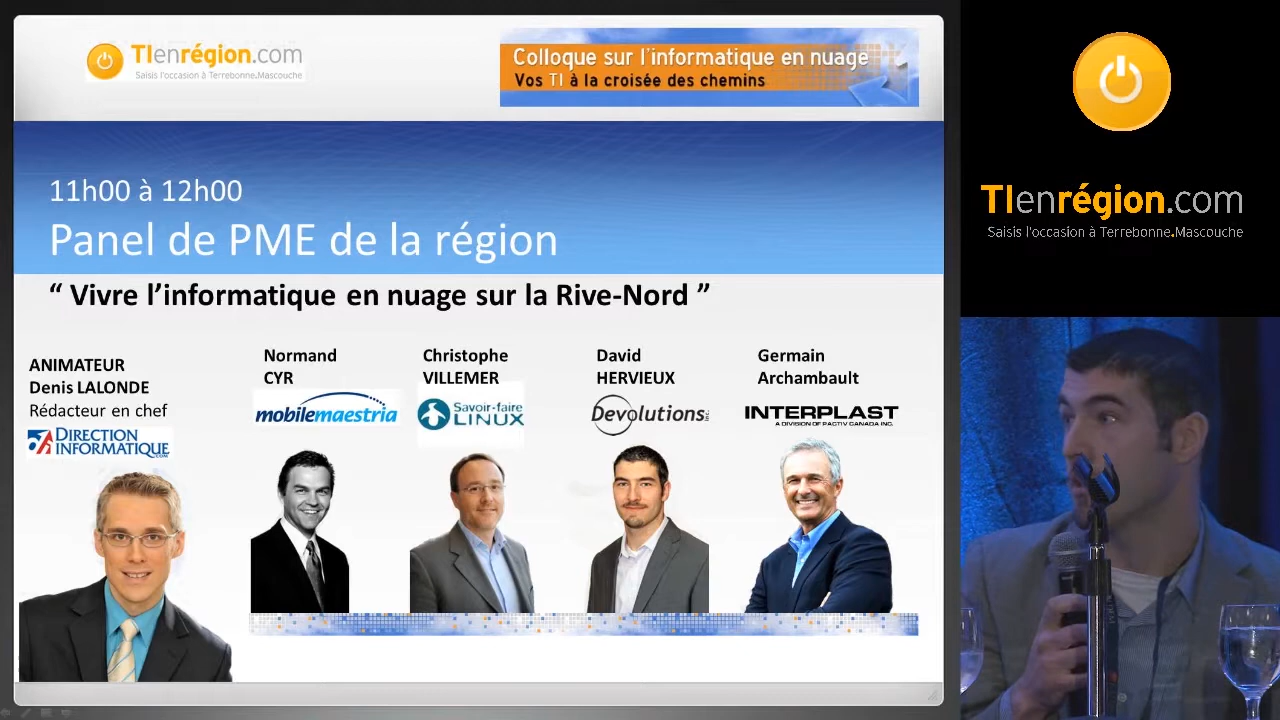 TIenrégion.com
Saisis l'occasion à Terrebonne.Mascouche
Colloque sur l'informatique en nuage
Vos TI à la croisée des chemins
11h00 à 12h00
Panel de PME de la région
“ Vivre l’informatique en nuage sur la Rive-Nord ”
ANIMATEUR
Denis LALONDE
Rédacteur en chef
DIRECTION
INFORMATIQUE.COM
Normand
CYR
mobilemaestria
Christophe
VILLEMER
Savoir-faire
LINUX
David
HERVIEUX
Devolutions inc.
Germain
Archambault
INTERPLAST
A DIVISION OF PACTIV CANADA INC.
TIenrégion.com
Saisis l'occasion à Terrebonne.Mascouche